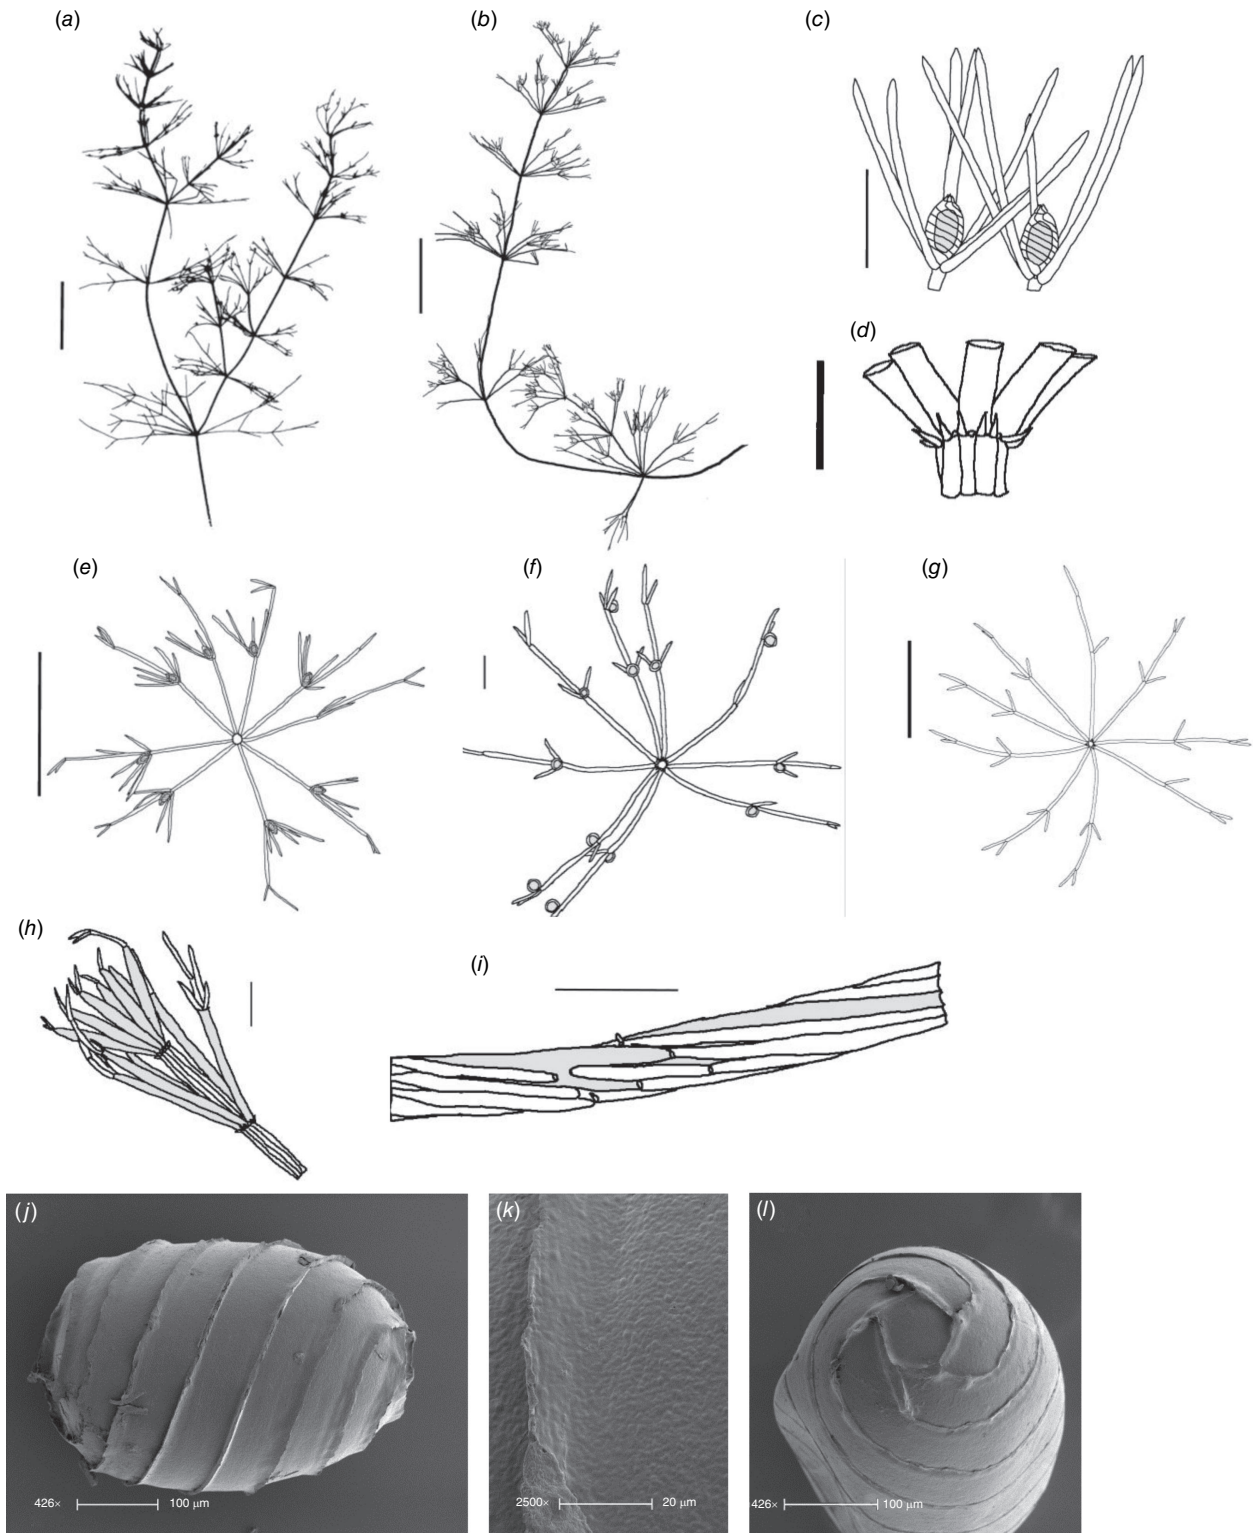 (a)
(b)
(c)
(d)
(e)
(f)
(g)
(h)
(i)
(j)
426× 100 μm
(k)
2500× 20 μm
(l)
426× 100 μm